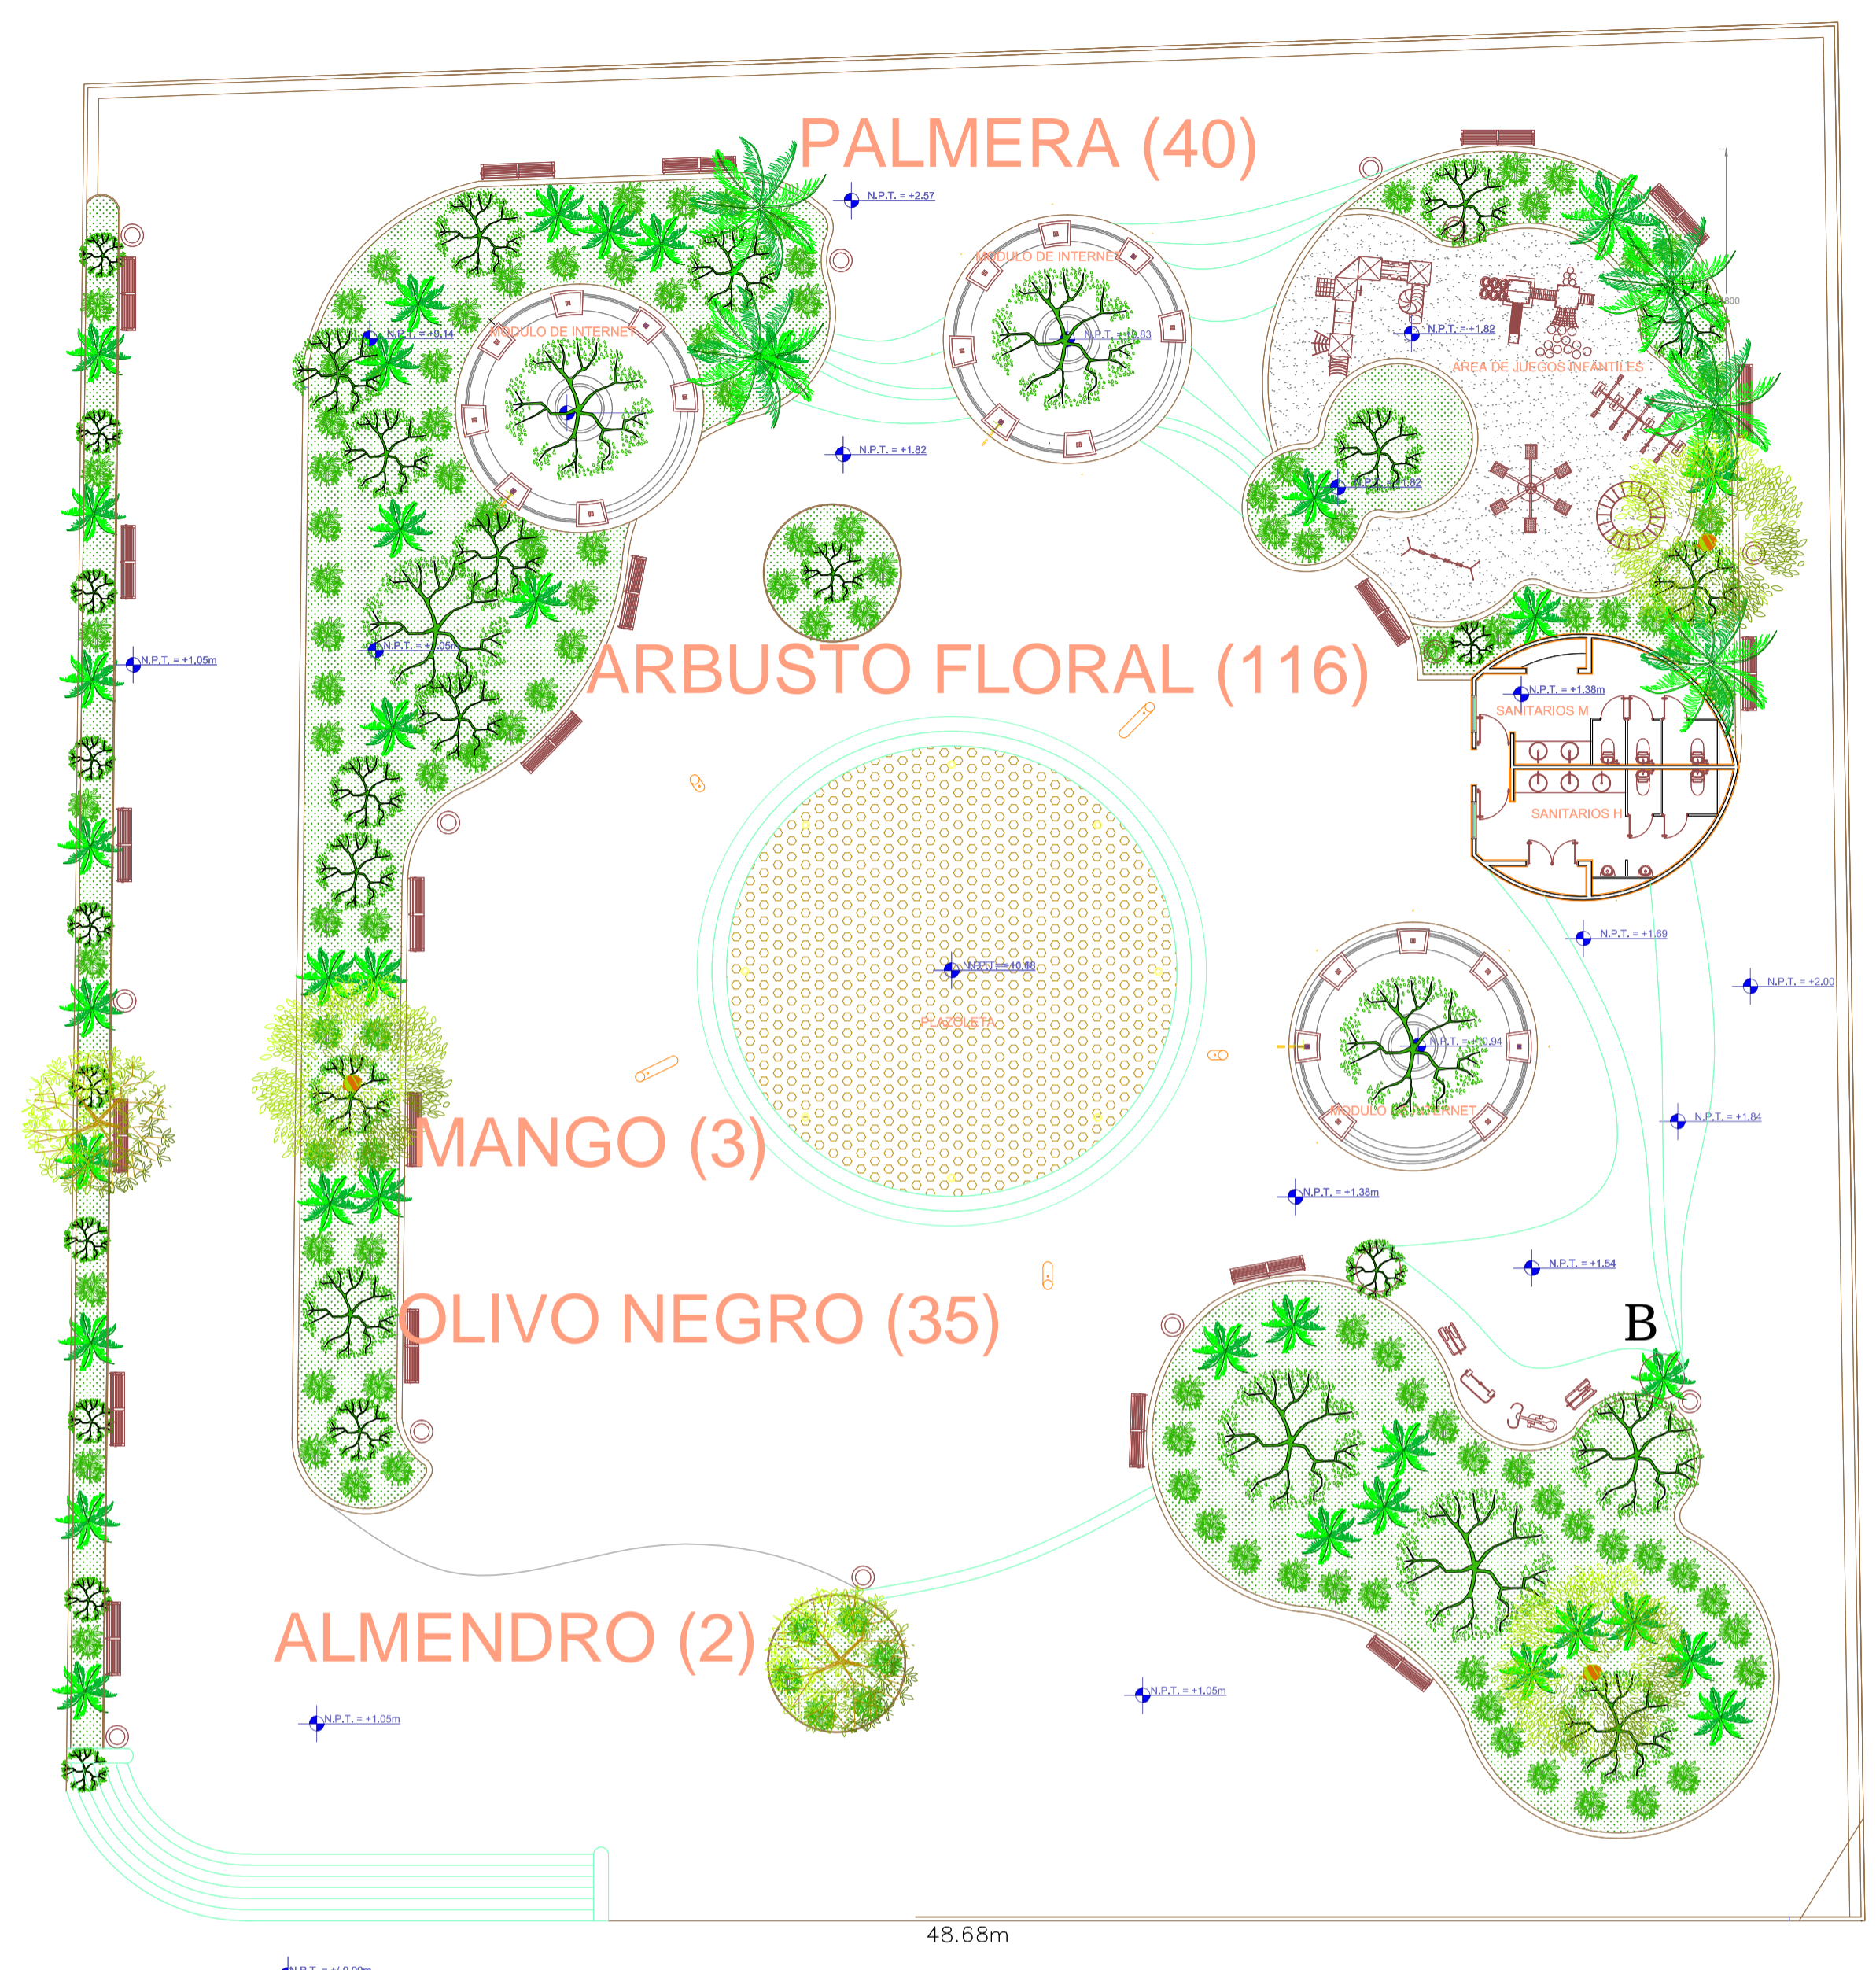 PALMERA (40)
N.P.T. = +2.57
MODULO DE INTERNET
N.P.T. = +1.82
AREA DE JUEGOS INFANTILES
MODULO DE INTERNET
N.P.T. = +1.82
N.P.T. = +1.05m
ARBUSTO FLORAL (116)
N.P.T. = +1.38m
SANITARIOS M
SANITARIOS H
N.P.T. = +1.69
N.P.T. = +2.00
PLAZOLETA
N.P.T. = +1.84
MANGO (3)
N.P.T. = +1.38m
N.P.T. = +1.54
OLIVO NEGRO (35)
B
ALMENDRO (2)
N.P.T. = +1.05m
N.P.T. = +1.05m
48.68m